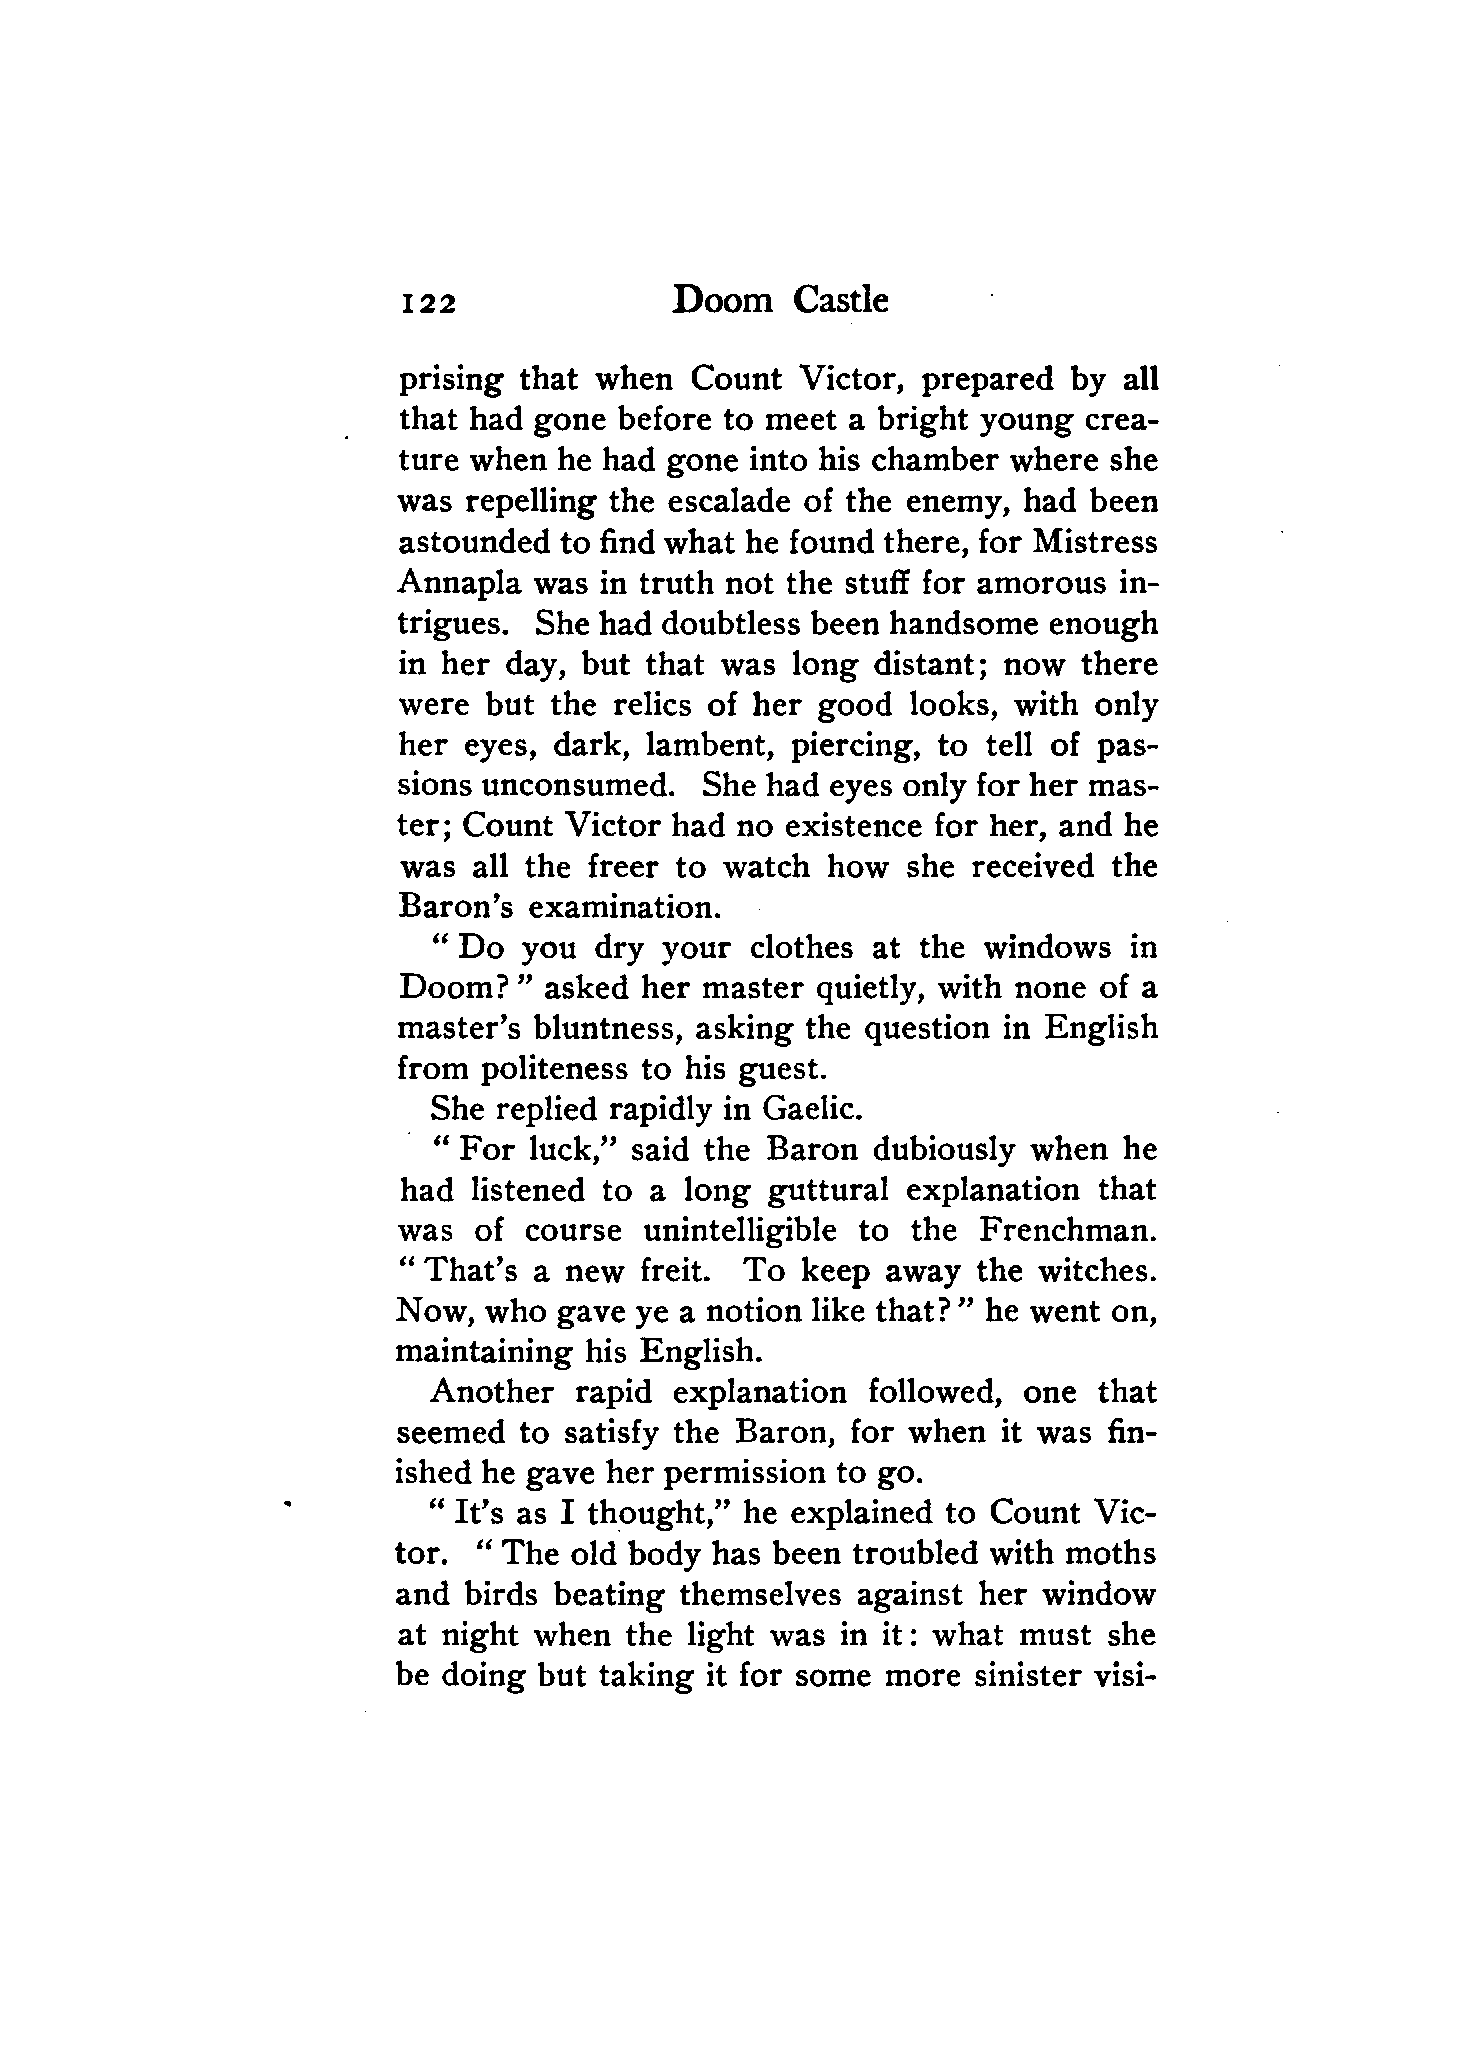 122 Doom Castle
prising that when Count Victor, prepared by all
that had gone before to meet a bright young crea-
ture when he had gone into his chamber where she
was repelling the escalade of the enemy, had been
astounded to find what he found there, for Mistress
Annapla was in truth not the stuff for amorous in-
trigues. She had doubtless been handsome enough
in her day, but that was long distant; now there
were but the relics of her good looks, with only
her eyes, dark, lambent, piercing, to tell of pas-
sions unconsumed. She had eyes only for her mas-
ter; Count Victor had no existence for her, and he
was all the freer to watch how she received the
Baron's examination.
" Do you dry your clothes at the windows in
Doom? " asked her master quietly, with none of a
master's bluntness, asking the question in English
from politeness to his guest.
She replied rapidly in Gaelic.
" For luck," said the Baron dubiously when he
had listened to a long guttural explanation that
was of course unintelligible to the Frenchman.
" That's a new freit. To keep away the witches.
Now, who gave ye a notion like that? " he went on,
maintaining his English.
Another rapid explanation followed, one that
seemed to satisfy the Baron, for when it was fin-
ished he gave her permission to go.
" It's as I thought," he explained to Count Vic-
tor. " The old body has been troubled with moths
and birds beating themselves against her window
at night when the light was in it: what must she
be doing but taking it for some more sinister visi-